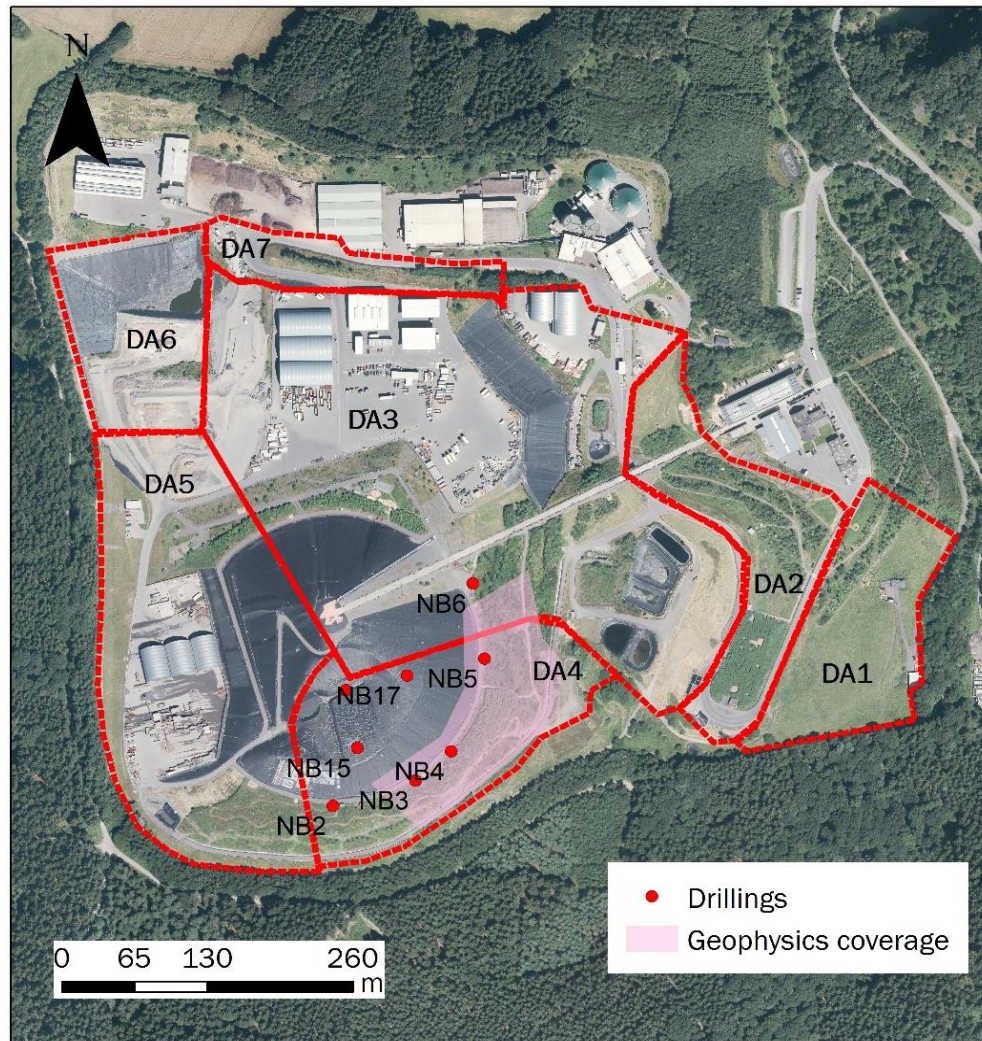 N
DA7
DA6
DA3
DA5
DA2
NB6
DA4
NB5
DA1
NB17
NB15
NB4
NB3
NB2
Drillings
Geophysics coverage
0 65 130 260
m